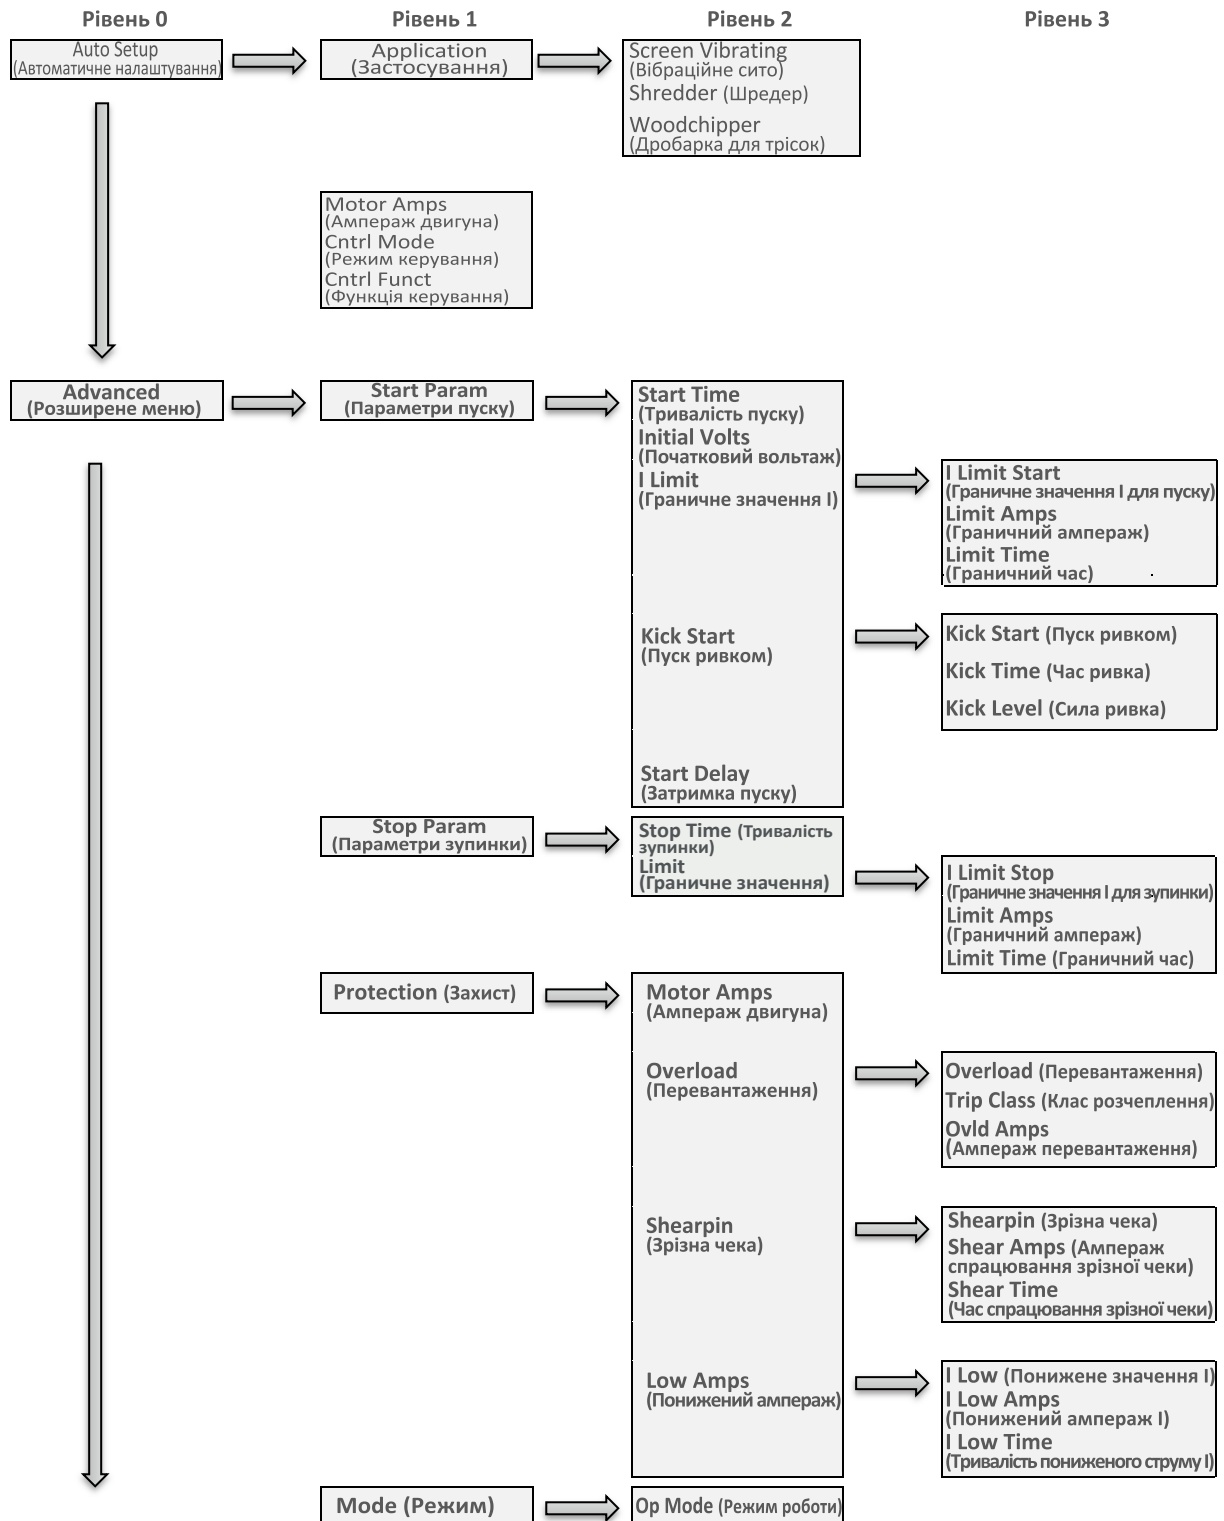 Рівень 0
Рівень 1
Рівень 2
Рівень 3
Auto Setup
(Автоматичне налаштування)
Application
(Застосування)
Screen Vibrating
(Вібраційне сито)
Shredder (Шредер)
Woodchipper
(Дробарка для трісок)
Motor Amps
(Ампераж двигуна)
Cntrl Mode
(Режим керування)
Cntrl Funct
(Функція керування)
Advanced
(Розширене меню)
Start Param
(Параметри пуску)
Start Time
(Тривалість пуску)
Initial Volts
(Початковий вольтаж)
I Limit
(Граничне значення I)
I Limit Start
(Граничне значення I для пуску)
Limit Amps
(Граничний ампераж)
Limit Time
(Граничний час)
Kick Start
(Пуск ривком)
Kick Start (Пуск ривком)
Kick Time (Час ривка)
Kick Level (Сила ривка)
Start Delay
(Затримка пуску)
Stop Param
(Параметри зупинки)
Stop Time (Тривалість
зупинки)
Limit
(Граничне значення)
I Limit Stop
(Граничне значення I для зупинки)
Limit Amps
(Граничний ампераж)
Limit Time (Граничний час)
Protection (Захист)
Motor Amps
(Ампераж двигуна)
Overload
(Перевантаження)
Overload (Перевантаження)
Trip Class (Клас розчеплення)
Ovld Amps
(Ампераж перевантаження)
Shearpin
(Зрізна чека)
Shearpin (Зрізна чека)
Shear Amps (Ампераж
спрацювання зрізної чеки)
Shear Time
(Час спрацювання зрізної чеки)
Low Amps
(Понижений ампераж)
I Low (Понижене значення I)
I Low Amps
(Понижений ампераж I)
I Low Time
(Тривалість пониженого струму I)
Mode (Режим)
Op Mode (Режим роботи)